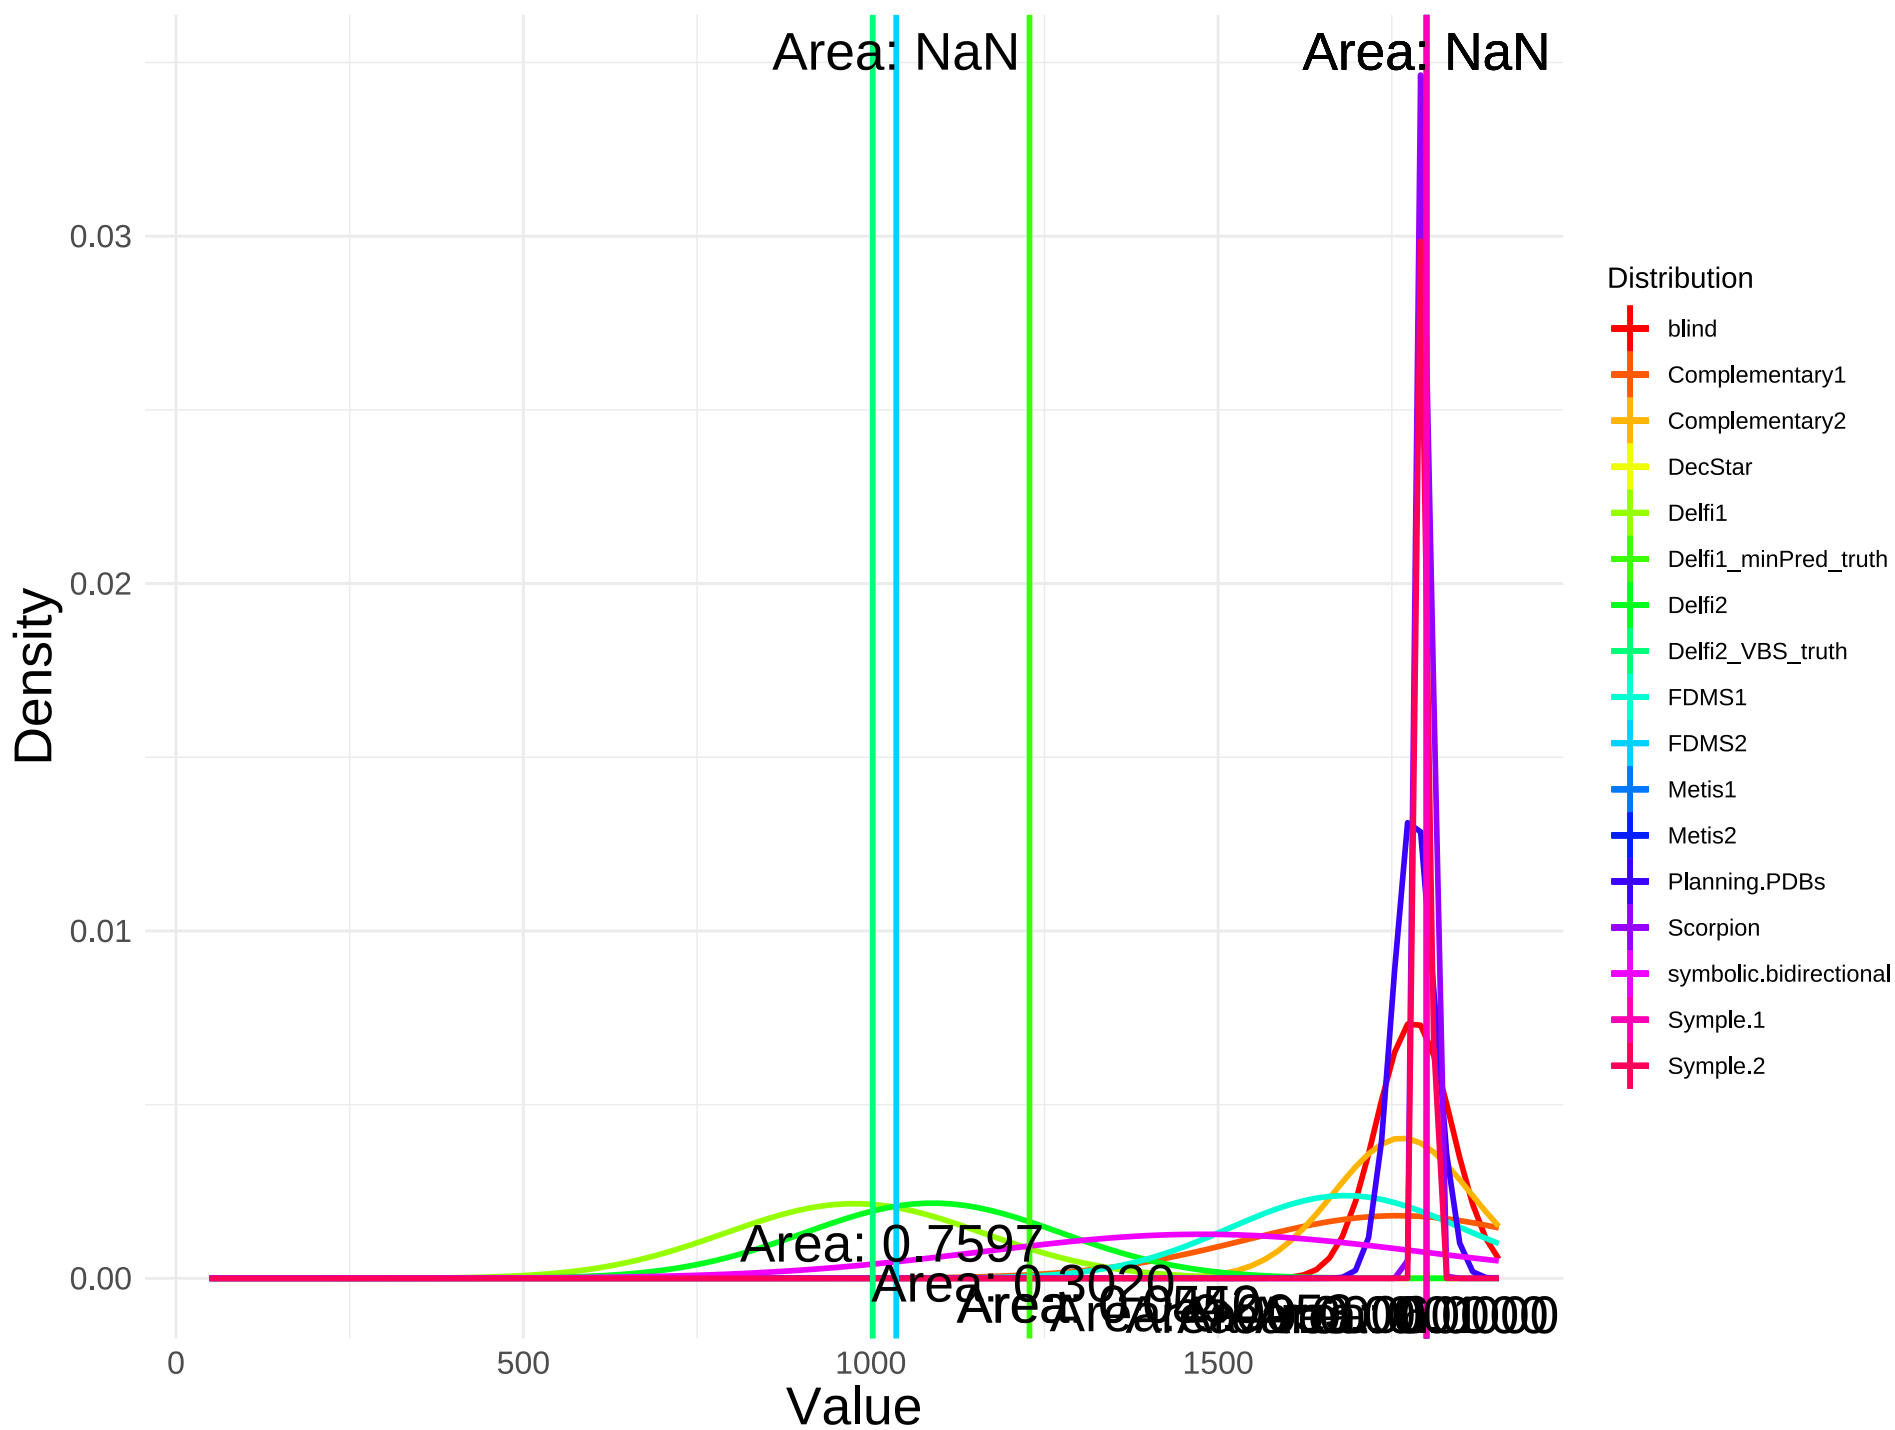 Area: NaN
Area: NaN
0.03
0.02
0.01
0.00
Density
Area: 0.7597
Area: 0.3020
0
500
1000
1500
Value
Distribution
blind
Complementary1
Complementary2
DecStar
Delfi1
Delfi1_minPred_truth
Delfi2
Delfi2_VBS_truth
FDMS1
FDMS2
Metis1
Metis2
Planning.PDBs
Scorpion
symbolic.bidirectional
Symple.1
Symple.2